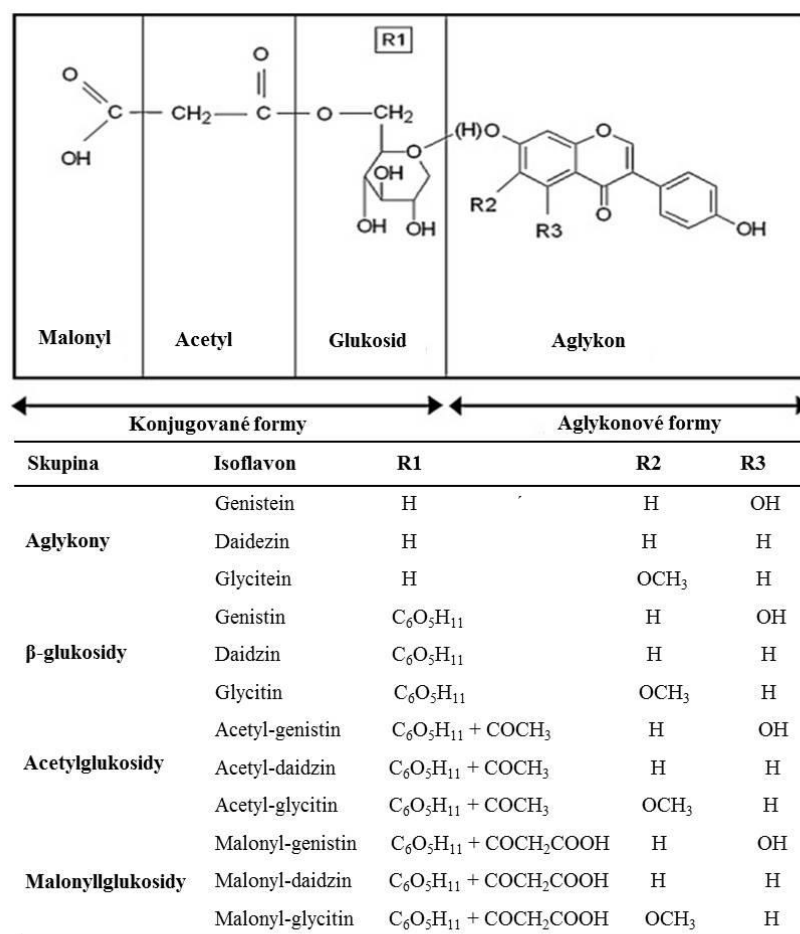 R1
O
O
C
CH₂
C
O
CH₂
(H)O
O
O
OH
OH
R2
O
OH
OH
R3
OH
Malonyl
Acetyl
Glukosid
Aglykon
Konjugované formy
Aglykonové formy
Skupina Isoflavon R1 R2 R3
Genistein H H OH
Aglykony Daidezin H H H
Glycitein H OCH₃ H
Genistin C₆O₅H₁₁ H OH
β-glukosidy Daidzin C₆O₅H₁₁ H H
Glycitin C₆O₅H₁₁ OCH₃ H
Acetyl-genistin C₆O₅H₁₁ + COCH₃ H OH
Acetylglukosidy Acetyl-daidzin C₆O₅H₁₁ + COCH₃ H H
Acetyl-glycitin C₆O₅H₁₁ + COCH₃ OCH₃ H
Malonyl-genistin C₆O₅H₁₁ + COCH₂COOH H OH
Malonyllglukosidy Malonyl-daidzin C₆O₅H₁₁ + COCH₂COOH H H
Malonyl-glycitin C₆O₅H₁₁ + COCH₂COOH OCH₃ H